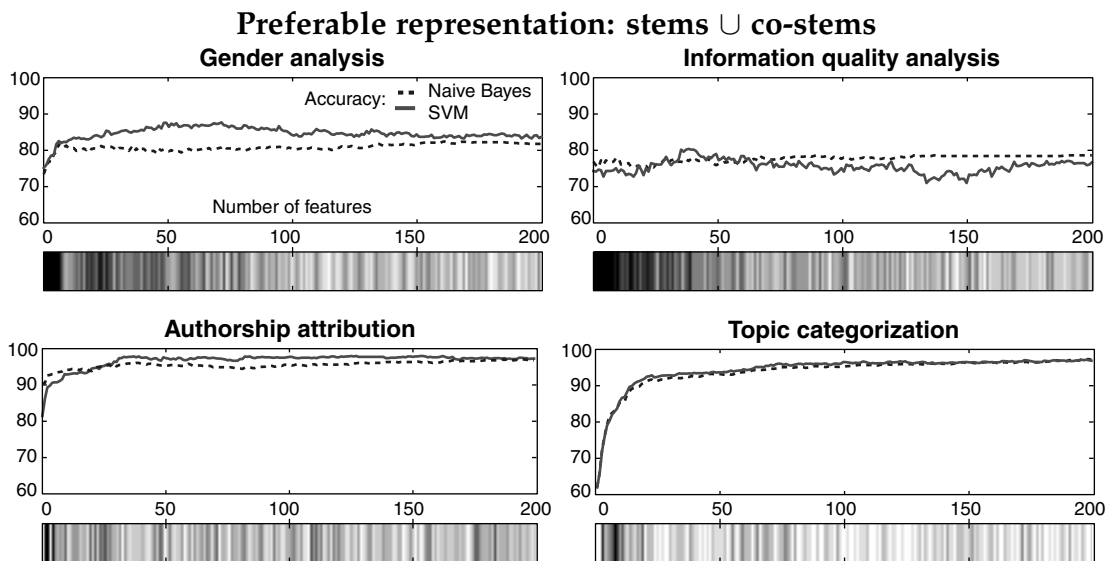 Preferable representation: stems ∪ co-stems
Gender analysis
100
90
80
70
60
Accuracy: Naive Bayes
SVM
Number of features
0 50 100 150 200
Information quality analysis
100
90
80
70
60
0 50 100 150 200
Authorship attribution
100
90
80
70
60
0 50 100 150 200
Topic categorization
100
90
80
70
60
0 50 100 150 200